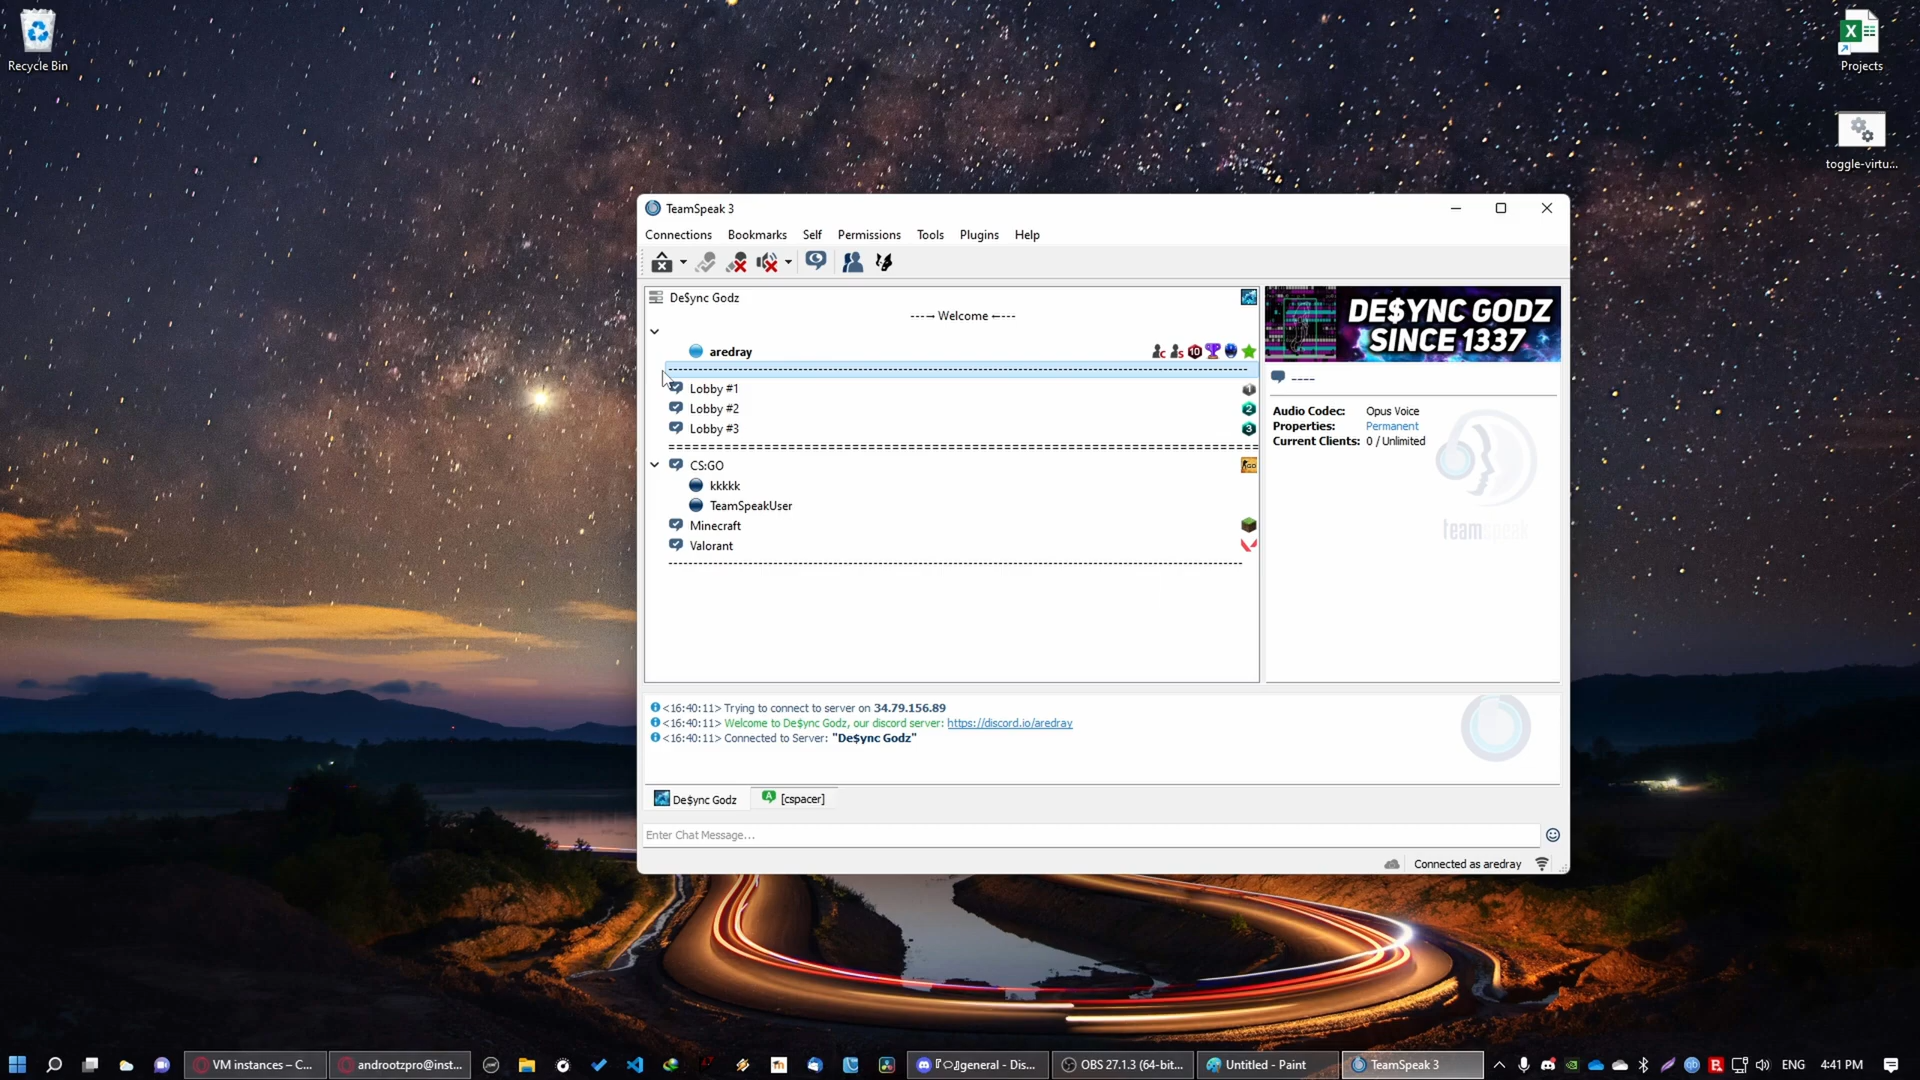 Recycle Bin
Projects
toggle-virtu...
TeamSpeak 3
Connections Bookmarks Self Permissions Tools Plugins Help
De$ync Godz
----→ Welcome ←----
aredray
Lobby #1
Lobby #2
Lobby #3
CS:GO
kkkkk
TeamSpeakUser
Minecraft
Valorant
DE$YNC GODZ
SINCE 1337
----
Audio Codec: Opus Voice
Properties: Permanent
Current Clients: 0 / Unlimited
teamspeak
<16:40:11> Trying to connect to server on 34.79.156.89
<16:40:11> Welcome to De$ync Godz, our discord server: https://discord.io/aredray
<16:40:11> Connected to Server: "De$ync Godz"
De$ync Godz [cspacer]
Enter Chat Message...
Connected as aredray
VM instances – C... androotzpro@inst... general - Dis... OBS 27.1.3 (64-bit... Untitled - Paint TeamSpeak 3 ENG 4:41 PM